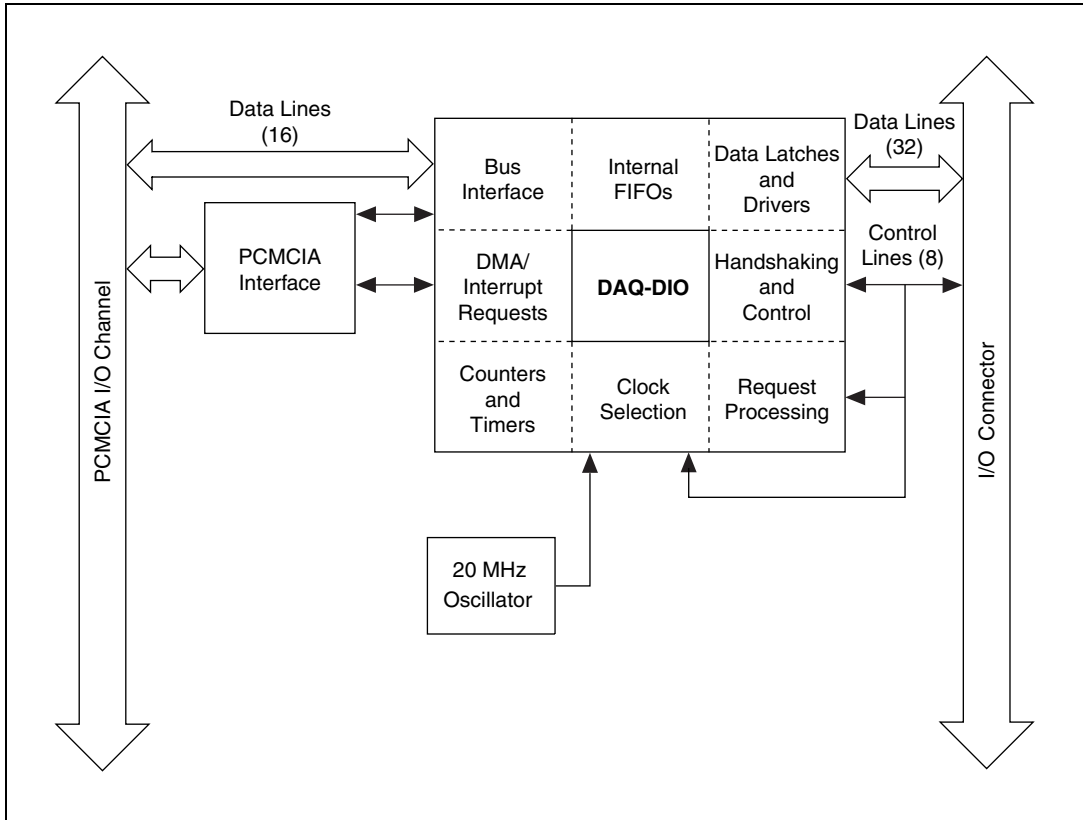 Data Lines
(16)
Data Lines
(32)
Bus
Interface
Internal
FIFOs
Data Latches
and
Drivers
Control
Lines (8)
PCMCIA
Interface
DMA/
Interrupt
Requests
DAQ-DIO
Handshaking
and
Control
Counters
and
Timers
Clock
Selection
Request
Processing
PCMCIA I/O Channel
I/O Connector
20 MHz
Oscillator